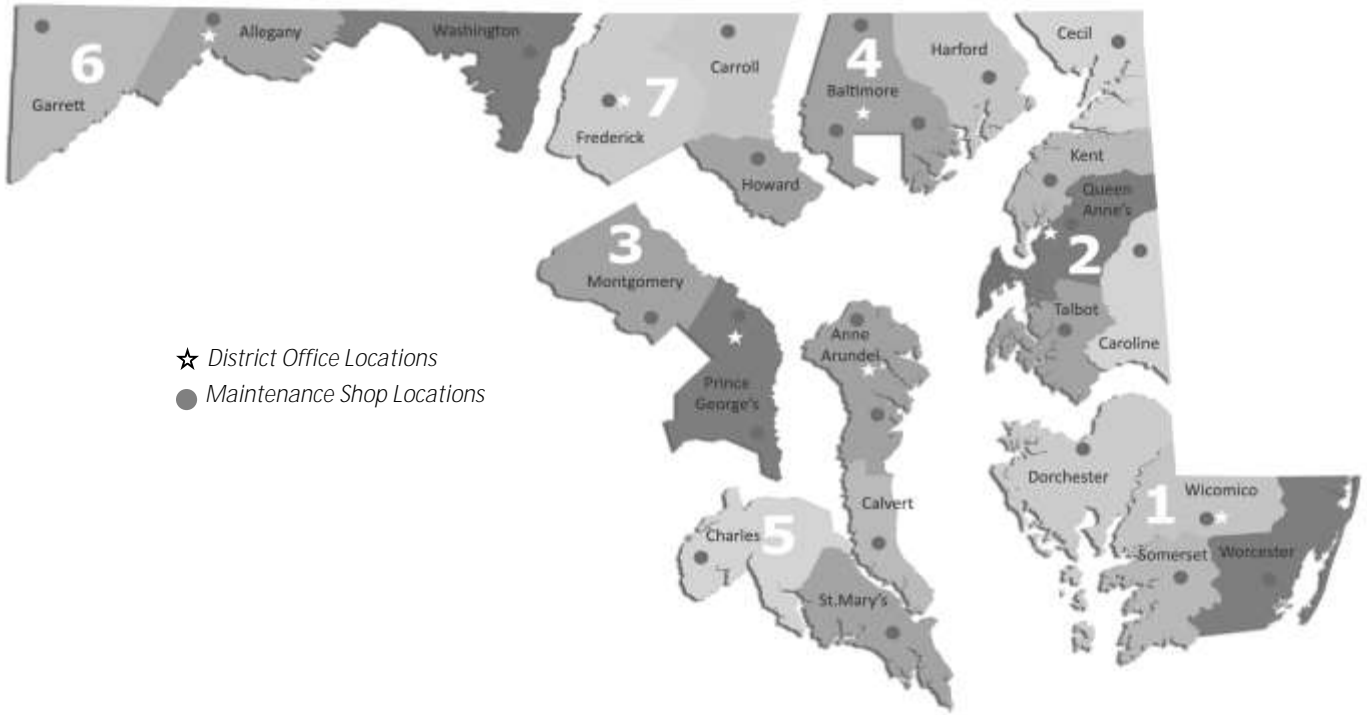 Garrett
6
Allegany
Washington
Frederick
7
Carroll
Howard
4
Baltimore
Harford
Cecil
Kent
Queen
Anne's
2
Talbot
Caroline
3
Montgomery
Prince
George's
Anne
Arundel
Calvert
Charles
5
St.Mary's
Dorchester
1
Wicomico
Somerset
Worcester
District Office Locations
Maintenance Shop Locations